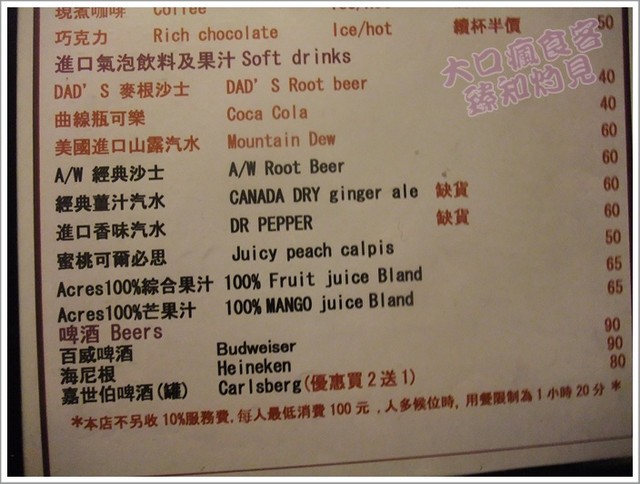 現煮咖啡 Coffee Ice/hot
巧克力 Rich chocolate Ice/hot 續杯半價 50
進口氣泡飲料及果汁 Soft drinks
DAD'S 麥根沙士 DAD'S Root beer 40
曲線瓶可樂 Coca Cola 40
美國進口山露汽水 Mountain Dew 60
A/W 經典沙士 A/W Root Beer 60
經典薑汁汽水 CANADA DRY ginger ale 缺貨 60
進口香味汽水 DR PEPPER 缺貨 60
蜜桃可爾必思 Juicy peach calpis 50
Acres100%綜合果汁 100% Fruit juice Bland 65
Acres100%芒果汁 100% MANGO juice Bland 65
啤酒 Beers
百威啤酒 Budweiser 90
海尼根 Heineken 90
嘉世伯啤酒(罐) Carlsberg(優惠買2送1) 80
*本店不另收10%服務費,每人最低消費100元,人多候位時,用餐限制為1小時20分*
大口瘋食客
臻和灼見